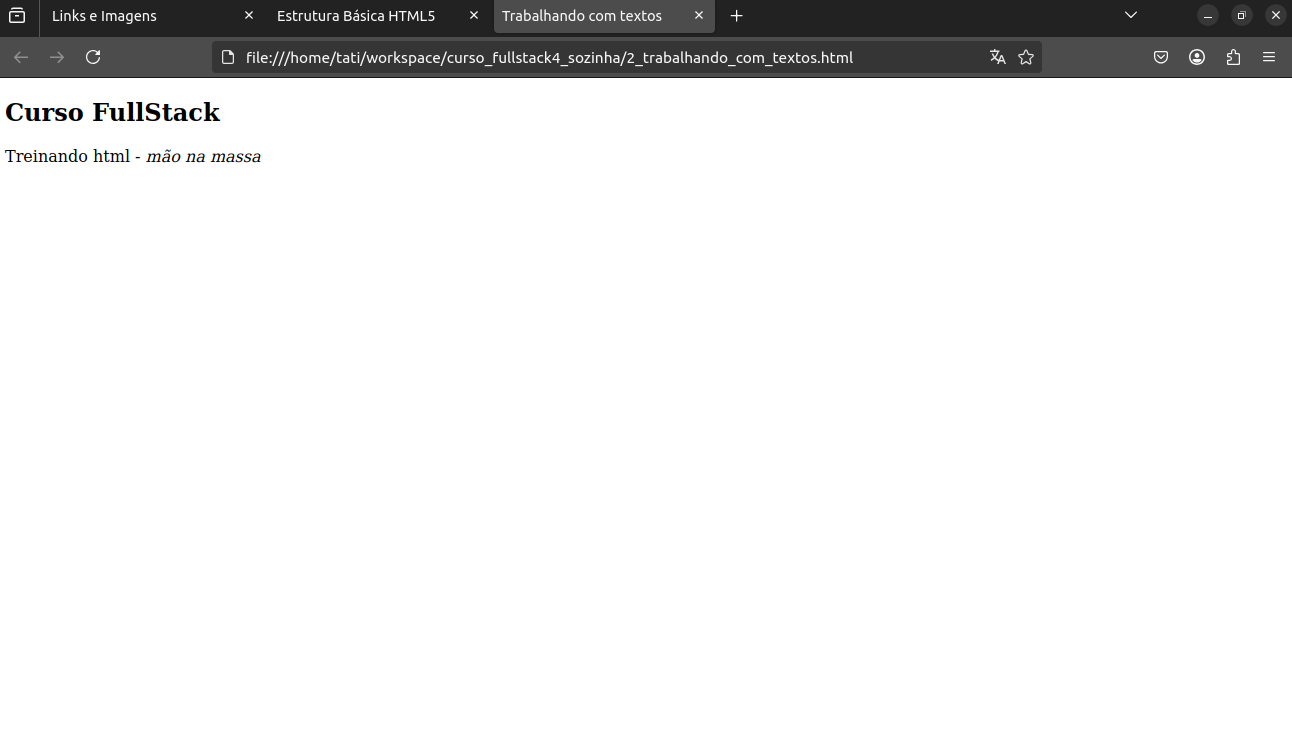 Links e Imagens
Estrutura Básica HTML5
Trabalhando com textos
file:///home/tati/workspace/curso_fullstack4_sozinha/2_trabalhando_com_textos.html
Curso FullStack
Treinando html - mão na massa